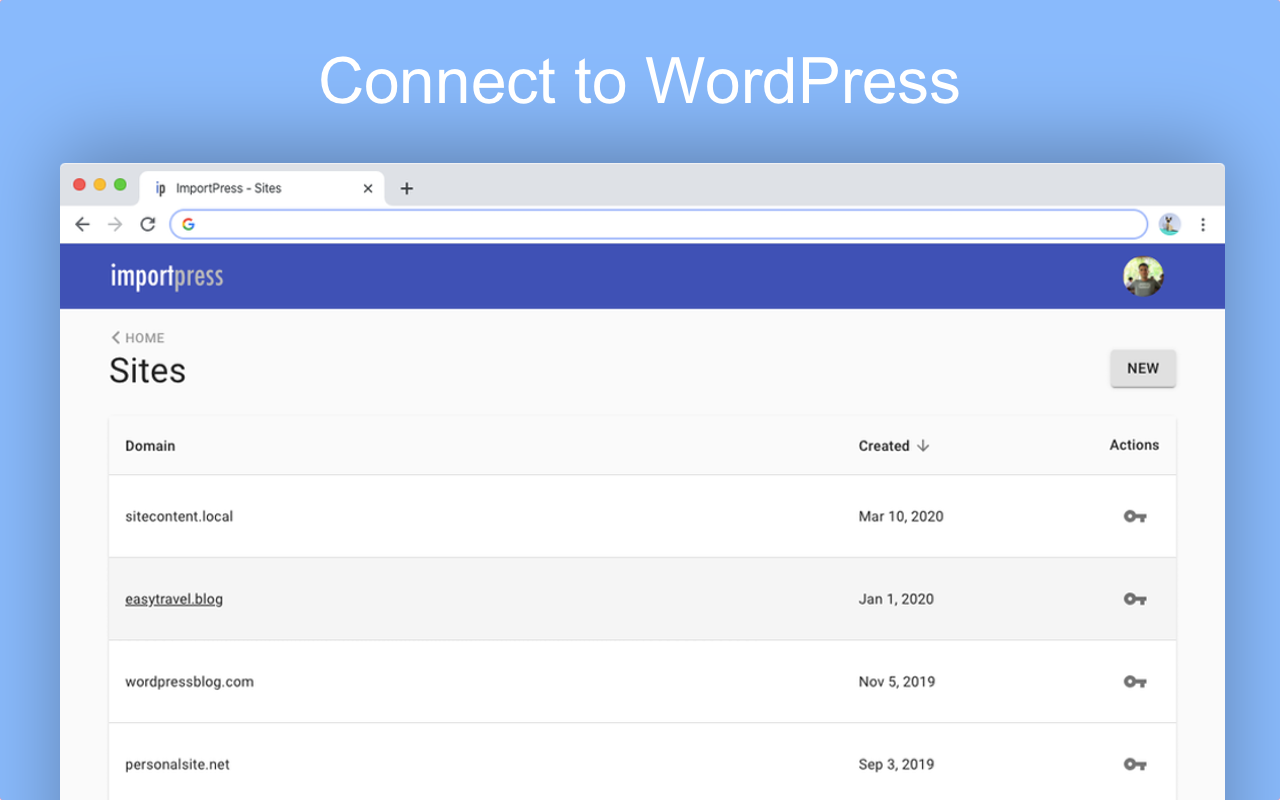 Connect to WordPress
ip ImportPress - Sites
importpress
HOME
Sites
NEW
Domain Created Actions
sitecontent.local Mar 10, 2020
easytravel.blog Jan 1, 2020
wordpressblog.com Nov 5, 2019
personalsite.net Sep 3, 2019